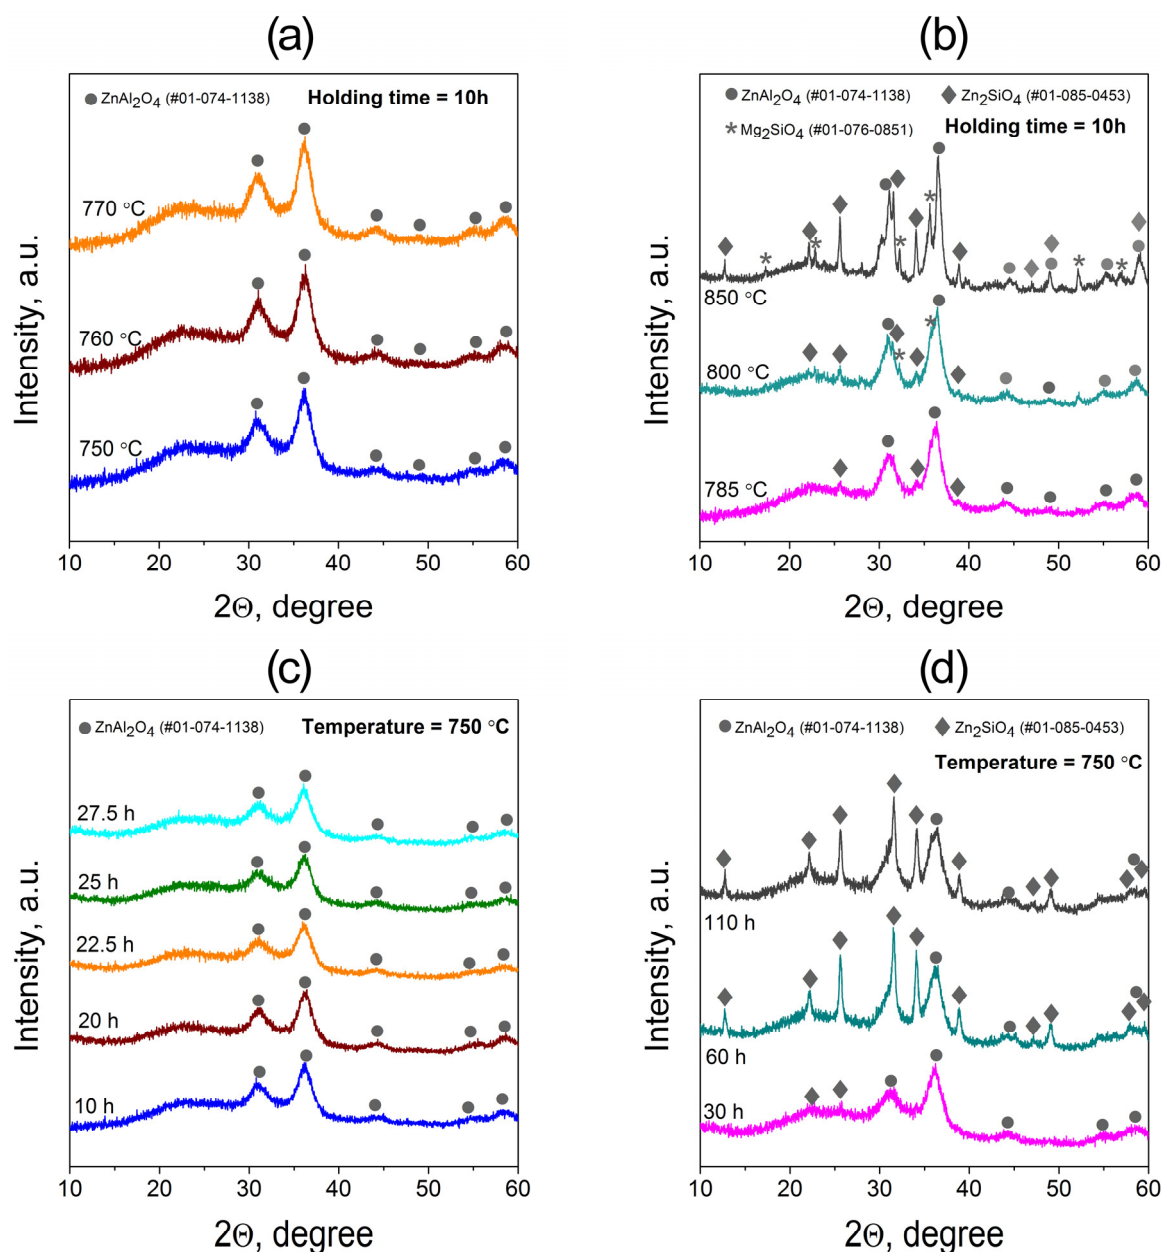 (a)
● ZnAl₂O₄ (#01-074-1138) Holding time = 10h
770 °C
760 °C
750 °C
Intensity, a.u.
10 20 30 40 50 60
2Θ, degree
(b)
● ZnAl₂O₄ (#01-074-1138) ◆ Zn₂SiO₄ (#01-085-0453)
* Mg₂SiO₄ (#01-076-0851) Holding time = 10h
850 °C
800 °C
785 °C
Intensity, a.u.
10 20 30 40 50 60
2Θ, degree
(c)
● ZnAl₂O₄ (#01-074-1138) Temperature = 750 °C
27.5 h
25 h
22.5 h
20 h
10 h
Intensity, a.u.
10 20 30 40 50 60
2Θ, degree
(d)
● ZnAl₂O₄ (#01-074-1138) ◆ Zn₂SiO₄ (#01-085-0453)
Temperature = 750 °C
110 h
60 h
30 h
Intensity, a.u.
10 20 30 40 50 60
2Θ, degree